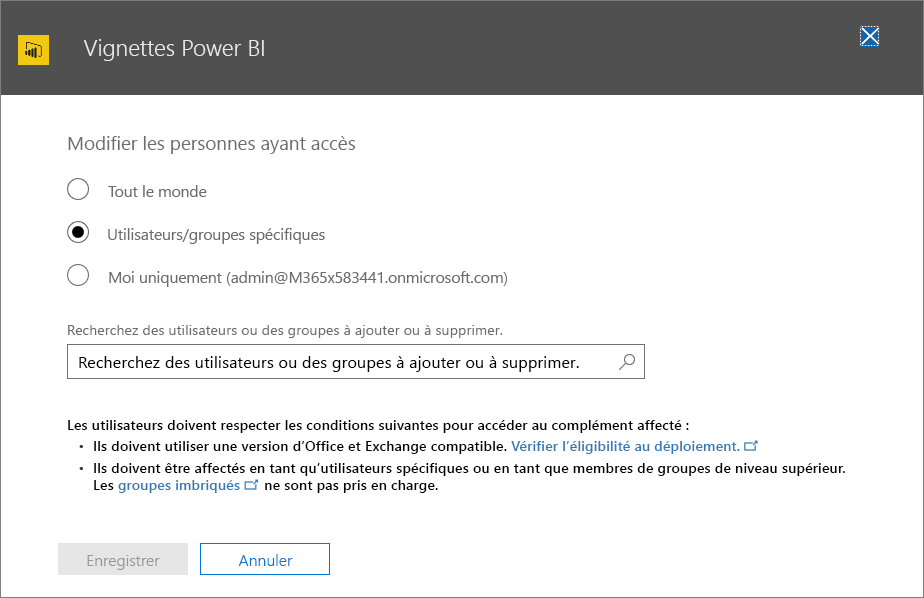 Vignettes Power BI
Modifier les personnes ayant accès
Tout le monde
Utilisateurs/groupes spécifiques
Moi uniquement (admin@M365x583441.onmicrosoft.com)
Recherchez des utilisateurs ou des groupes à ajouter ou à supprimer.
Recherchez des utilisateurs ou des groupes à ajouter ou à supprimer.
Les utilisateurs doivent respecter les conditions suivantes pour accéder au complément affecté :
• Ils doivent utiliser une version d’Office et Exchange compatible. Vérifier l’éligibilité au déploiement.
• Ils doivent être affectés en tant qu’utilisateurs spécifiques ou en tant que membres de groupes de niveau supérieur.
Les groupes imbriqués ne sont pas pris en charge.
Enregistrer
Annuler